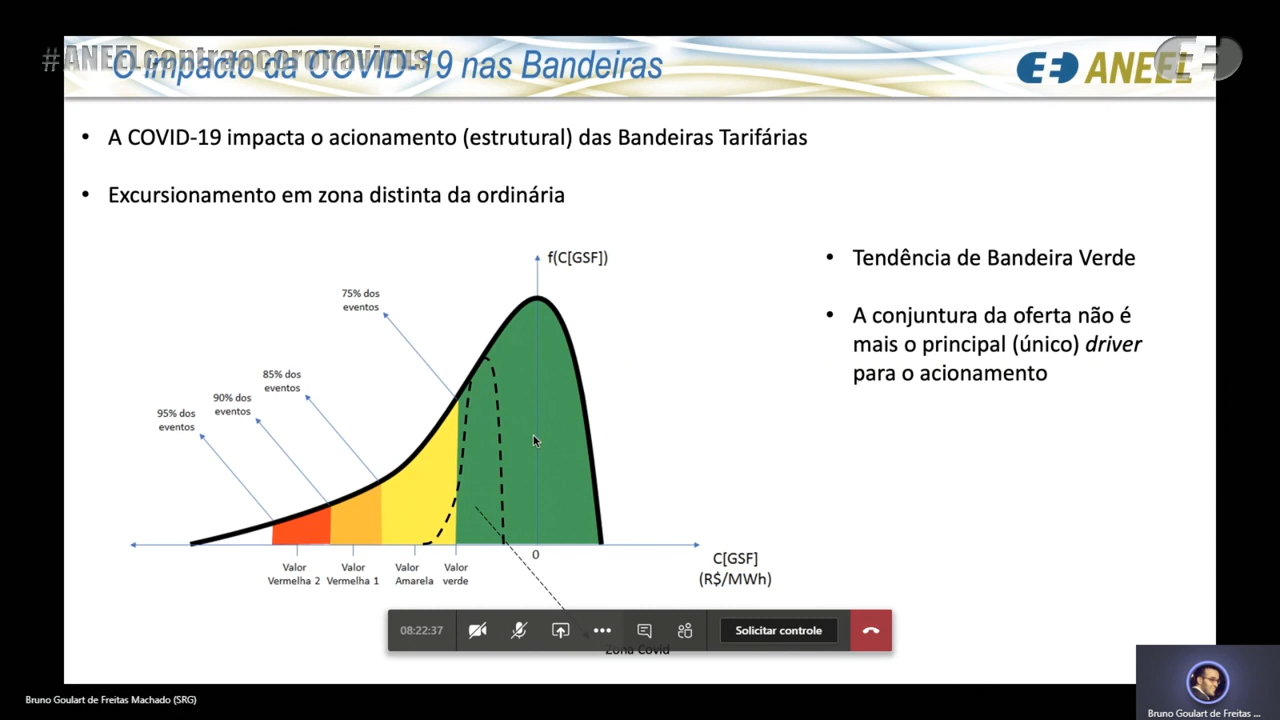 #ANEELcontraocoronavirus
O impacto da COVID-19 nas Bandeiras
ANEEL
• A COVID-19 impacta o acionamento (estrutural) das Bandeiras Tarifárias
• Excursionamento em zona distinta da ordinária
f(C[GSF])
75% dos
eventos
85% dos
eventos
90% dos
eventos
95% dos
eventos
• Tendência de Bandeira Verde
• A conjuntura da oferta não é
mais o principal (único) driver
para o acionamento
0
C[GSF]
(R$/MWh)
Valor
Vermelha 2
Valor
Vermelha 1
Valor
Amarela
Valor
verde
08:22:37
Solicitar controle
Zona Covid
Bruno Goulart de Freitas Machado (SRG)
Bruno Goulart de Freitas ...